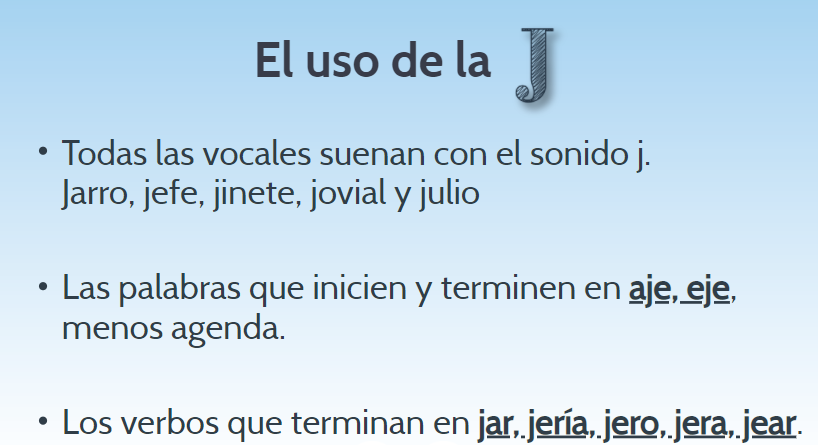 El uso de la J
• Todas las vocales suenan con el sonido j.
Jarro, jefe, jinete, jovial y julio
• Las palabras que inicien y terminen en aje, eje,
menos agenda.
• Los verbos que terminan en jar, jería, jero, jera, jear.